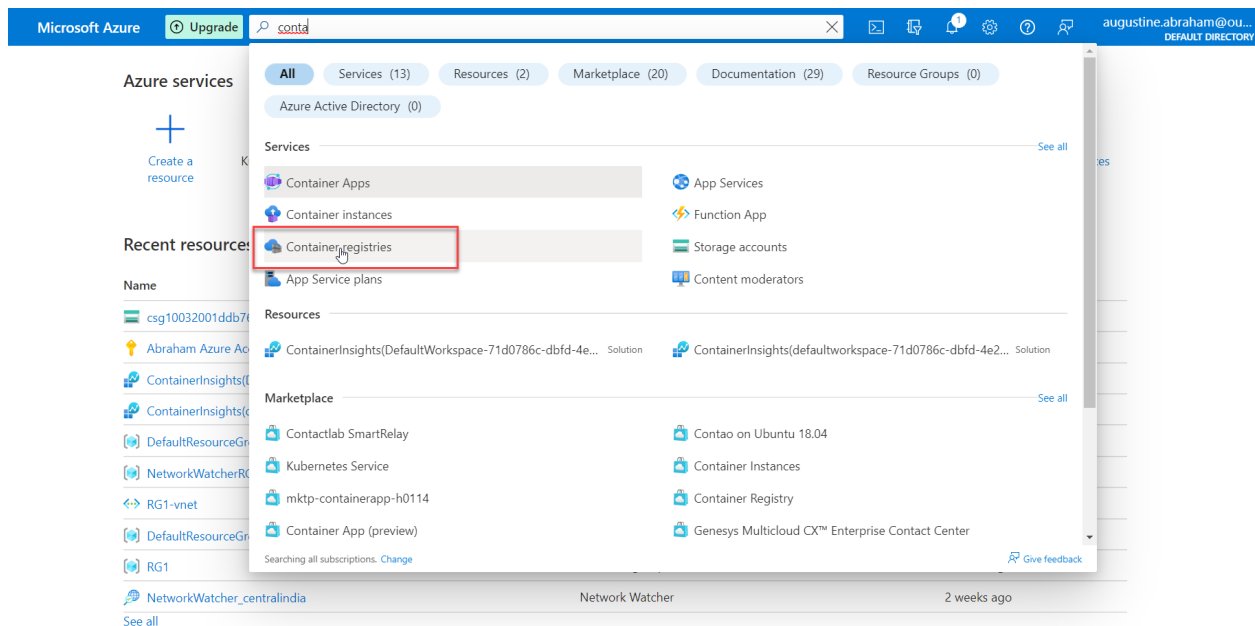 Microsoft Azure
Upgrade
conta
1
augustine.abraham@ou...
DEFAULT DIRECTORY
All
Services (13)
Resources (2)
Marketplace (20)
Documentation (29)
Resource Groups (0)
Azure Active Directory (0)
Azure services
Create a
resource
K
es
Services
See all
Container Apps
App Services
Container instances
Function App
Container registries
Storage accounts
App Service plans
Content moderators
Resources
ContainerInsights(DefaultWorkspace-71d0786c-dbfd-4e... Solution
ContainerInsights(defaultworkspace-71d0786c-dbfd-4e2... Solution
Marketplace
See all
Contactlab SmartRelay
Contao on Ubuntu 18.04
Kubernetes Service
Container Instances
mktp-containerapp-h0114
Container Registry
Container App (preview)
Genesys Multicloud CX™ Enterprise Contact Center
Searching all subscriptions. Change
Give feedback
Recent resources
Name
csg10032001ddb76
Abraham Azure Ac
ContainerInsights(D
ContainerInsights(d
DefaultResourceGr
NetworkWatcherRG
RG1-vnet
DefaultResourceGr
RG1
NetworkWatcher_centralindia
Network Watcher
2 weeks ago
See all